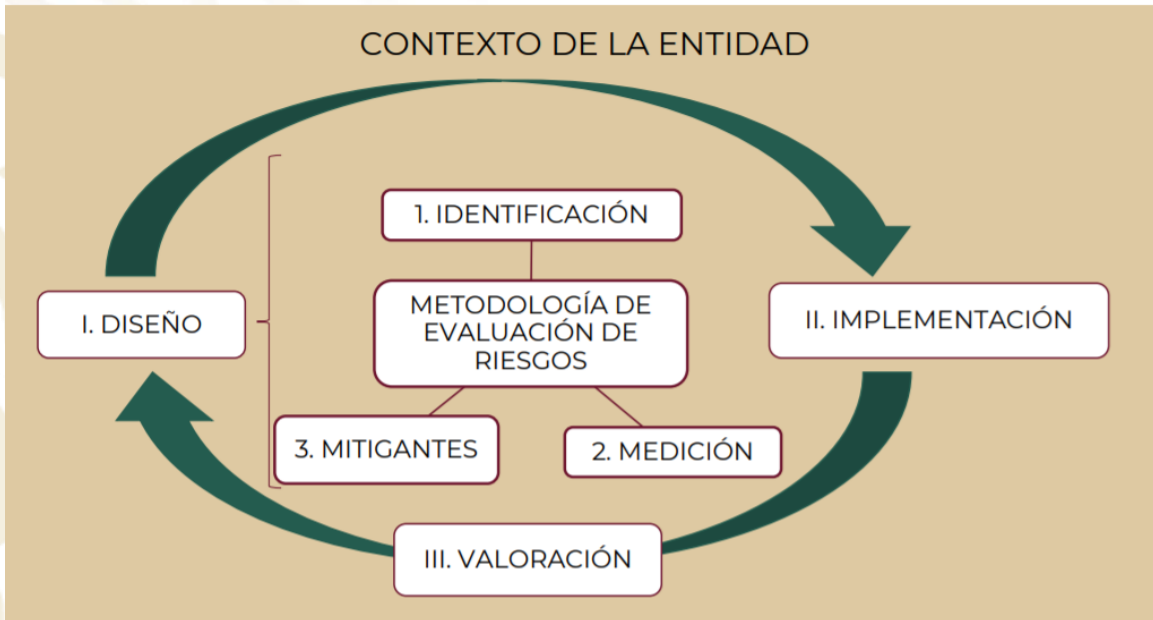 CONTEXTO DE LA ENTIDAD
1. IDENTIFICACIÓN
METODOLOGÍA DE
EVALUACIÓN DE
RIESGOS
I. DISEÑO
II. IMPLEMENTACIÓN
3. MITIGANTES
2. MEDICIÓN
III. VALORACIÓN